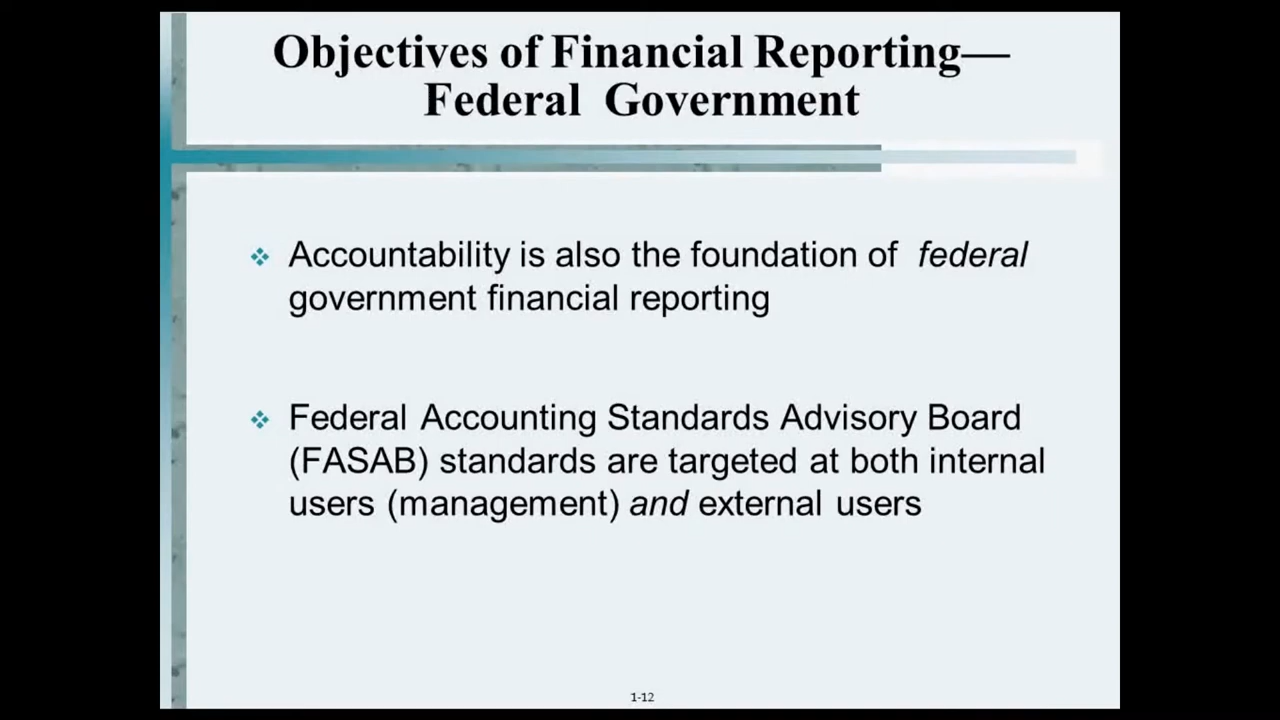 Objectives of Financial Reporting—
Federal Government
Accountability is also the foundation of federal
government financial reporting
Federal Accounting Standards Advisory Board
(FASAB) standards are targeted at both internal
users (management) and external users
1-12